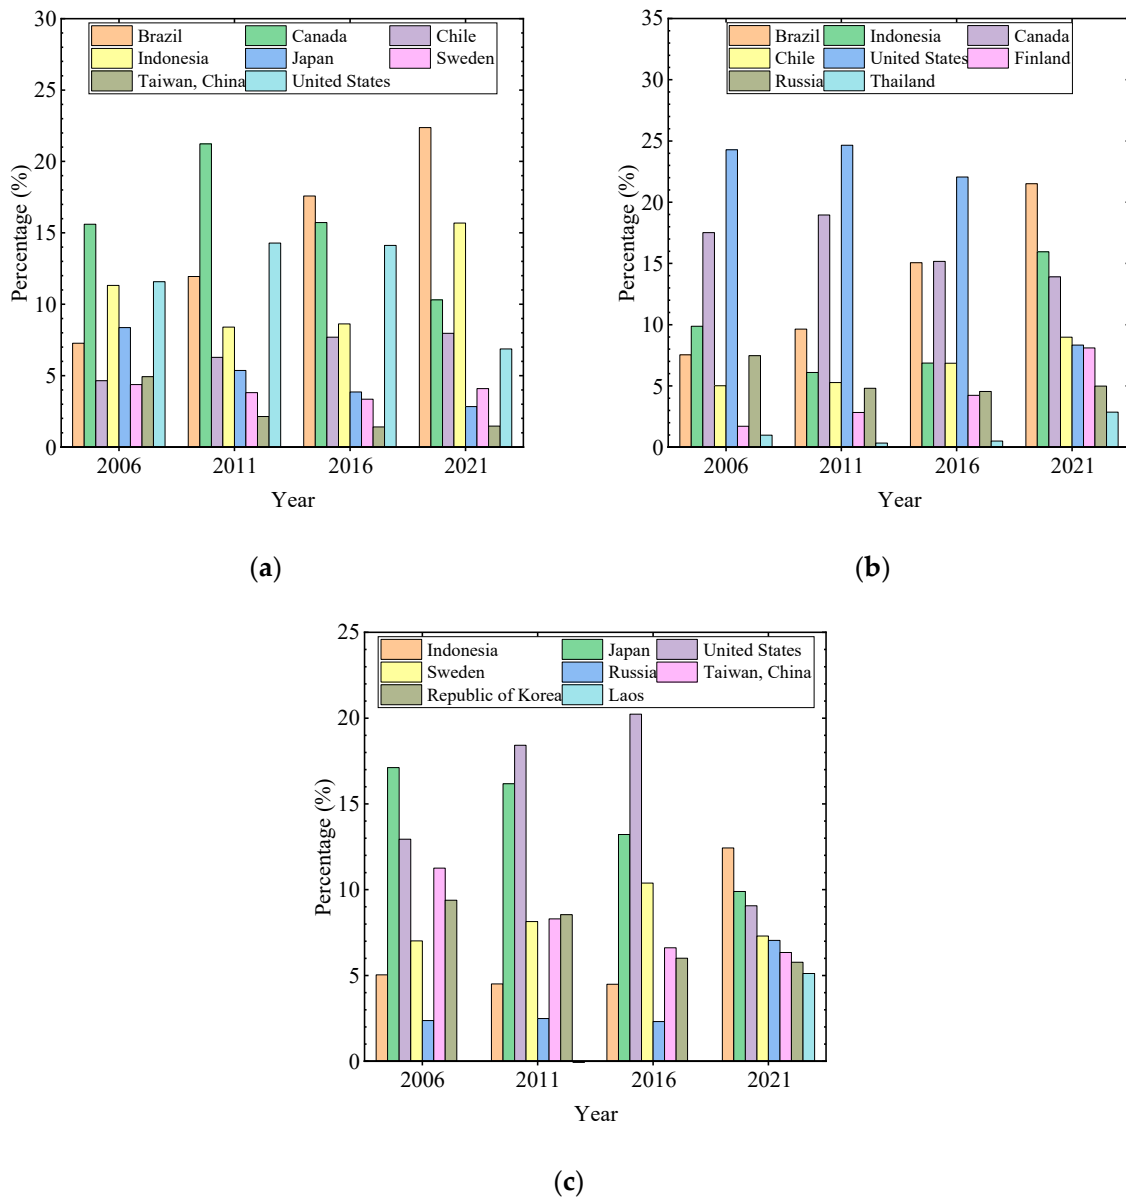 30
25
20
15
10
5
0
Percentage (%)
Brazil Canada Chile
Indonesia Japan Sweden
Taiwan, China United States
2006 2011 2016 2021
Year
(a)
35
30
25
20
15
10
5
0
Percentage (%)
Brazil Indonesia Canada
Chile United States Finland
Russia Thailand
2006 2011 2016 2021
Year
(b)
25
20
15
10
5
0
Percentage (%)
Indonesia Japan United States
Sweden Russia Taiwan, China
Republic of Korea Laos
2006 2011 2016 2021
Year
(c)